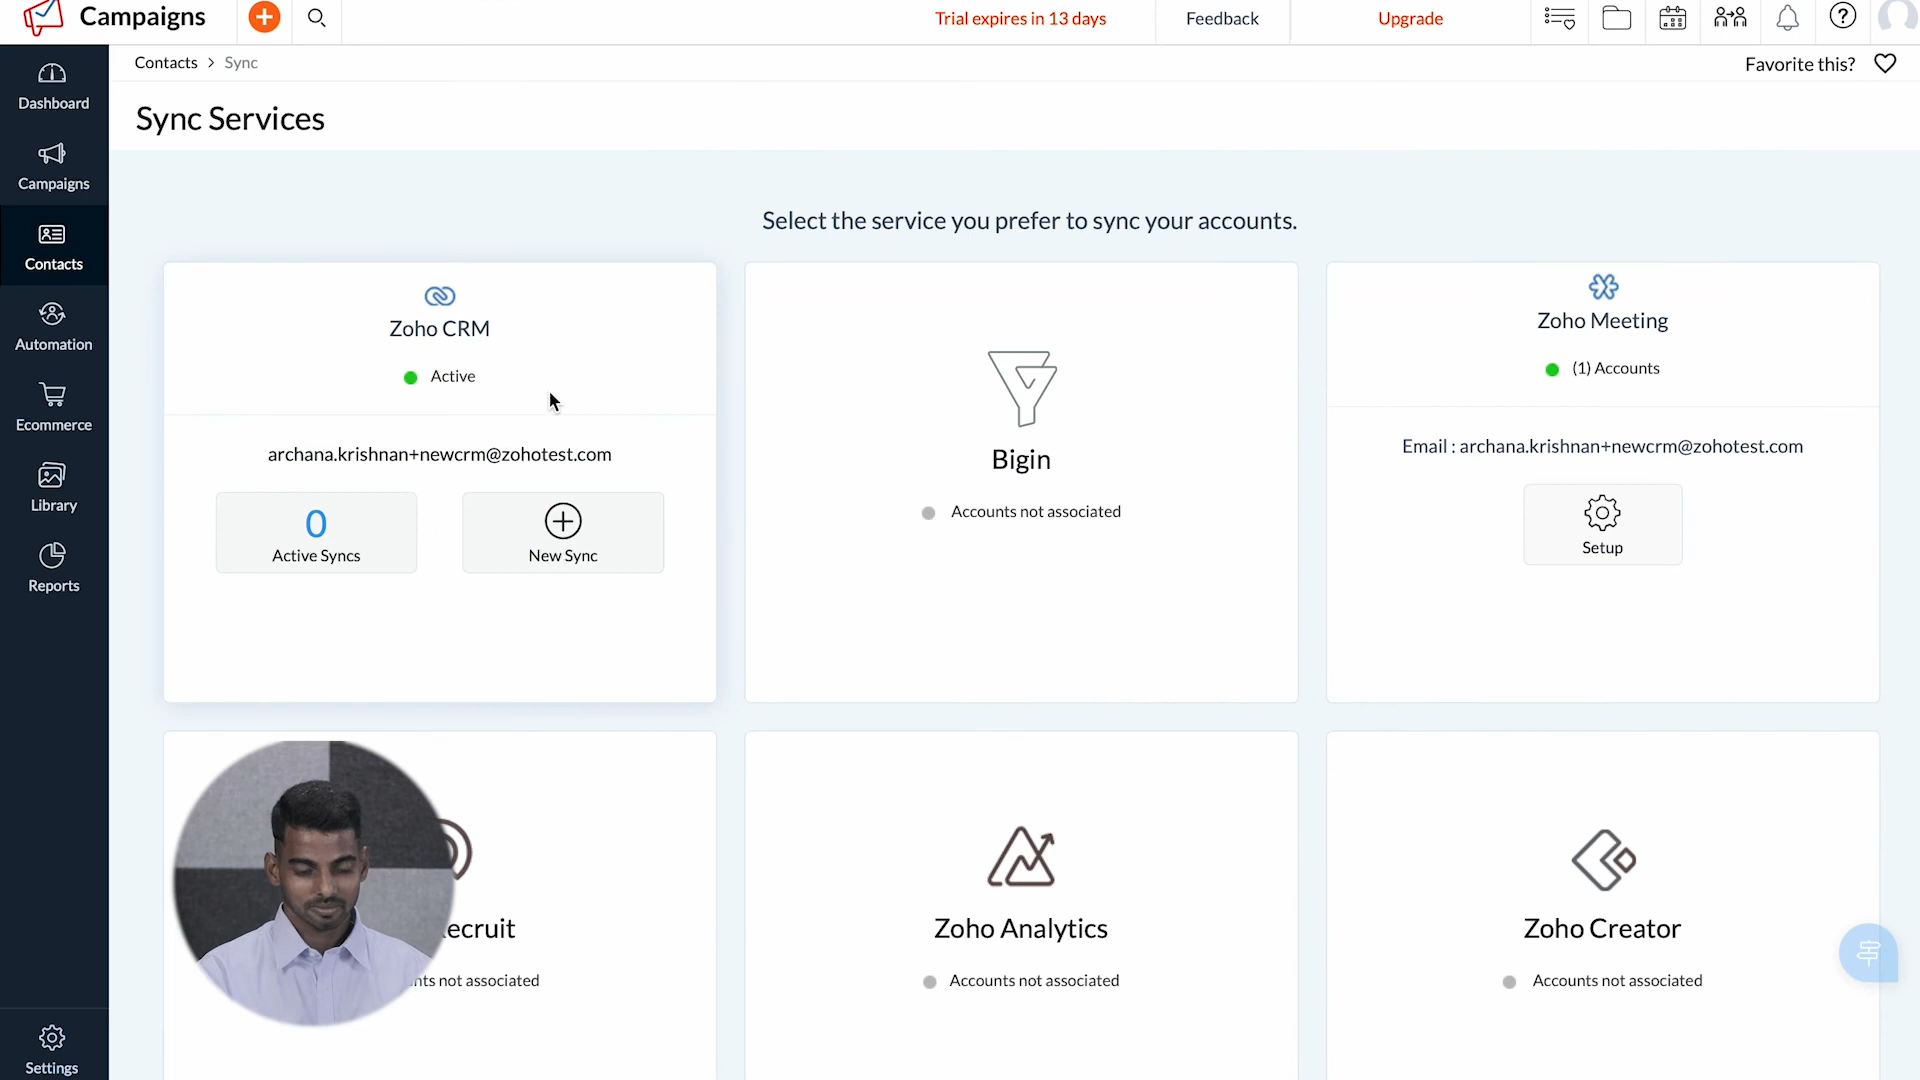 Campaigns
Trial expires in 13 days
Feedback
Upgrade
Contacts > Sync
Favorite this?
Dashboard
Campaigns
Contacts
Automation
Ecommerce
Library
Reports
Settings
Sync Services
Select the service you prefer to sync your accounts.
Zoho CRM
Active
archana.krishnan+newcrm@zohotest.com
0
Active Syncs
New Sync
Bigin
Accounts not associated
Zoho Meeting
(1) Accounts
Email : archana.krishnan+newcrm@zohotest.com
Setup
ecruit
nts not associated
Zoho Analytics
Accounts not associated
Zoho Creator
Accounts not associated